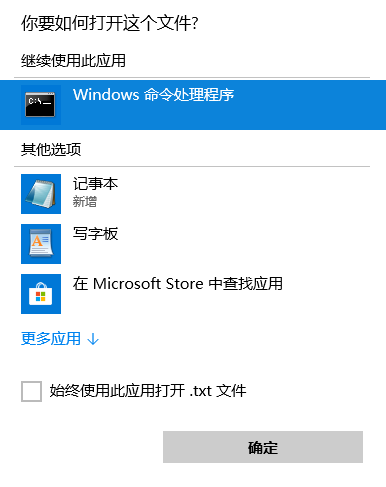 你要如何打开这个文件?
继续使用此应用
C:\._
Windows 命令处理程序
其他选项
记事本
新增
写字板
在 Microsoft Store 中查找应用
更多应用 ↓
始终使用此应用打开 .txt 文件
确定